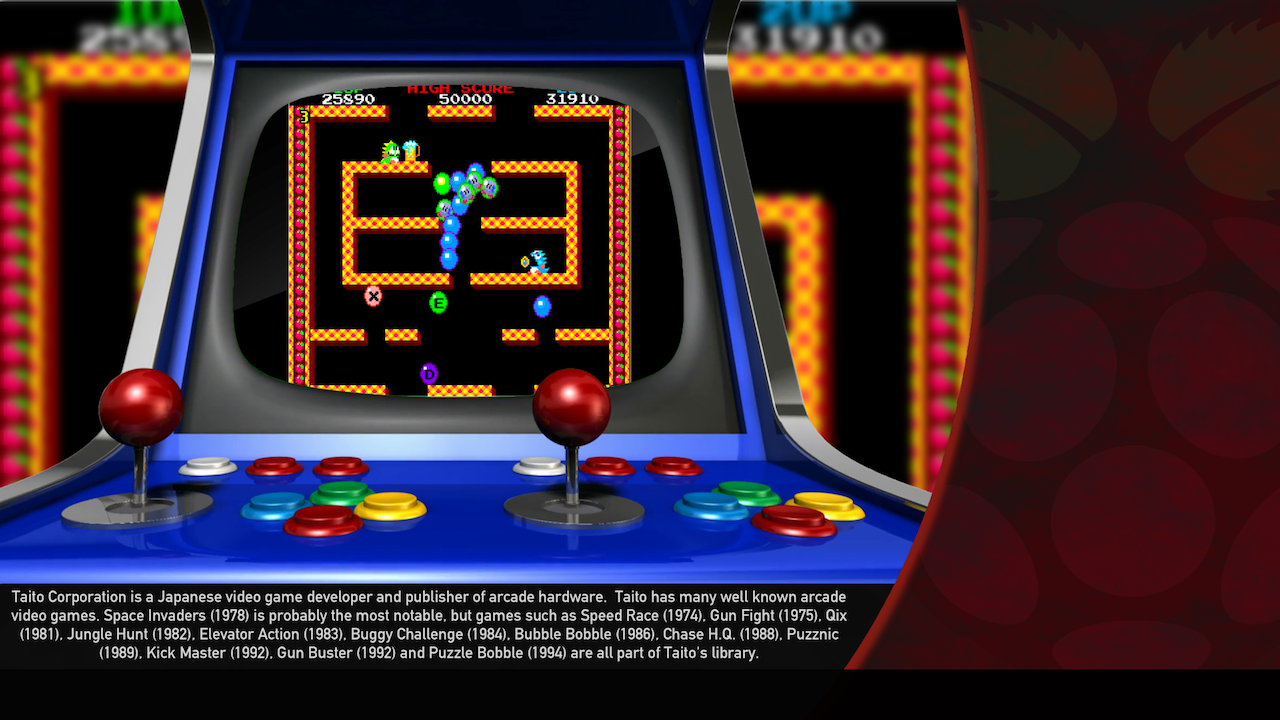 2UP
25890
31910
HIGH SCORE
25890 50000 31910
3
X
E
D
Taito Corporation is a Japanese video game developer and publisher of arcade hardware. Taito has many well known arcade
video games. Space Invaders (1978) is probably the most notable, but games such as Speed Race (1974), Gun Fight (1975), Qix
(1981), Jungle Hunt (1982), Elevator Action (1983), Buggy Challenge (1984), Bubble Bobble (1986), Chase H.Q. (1988), Puzznic
(1989), Kick Master (1992), Gun Buster (1992) and Puzzle Bobble (1994) are all part of Taito's library.